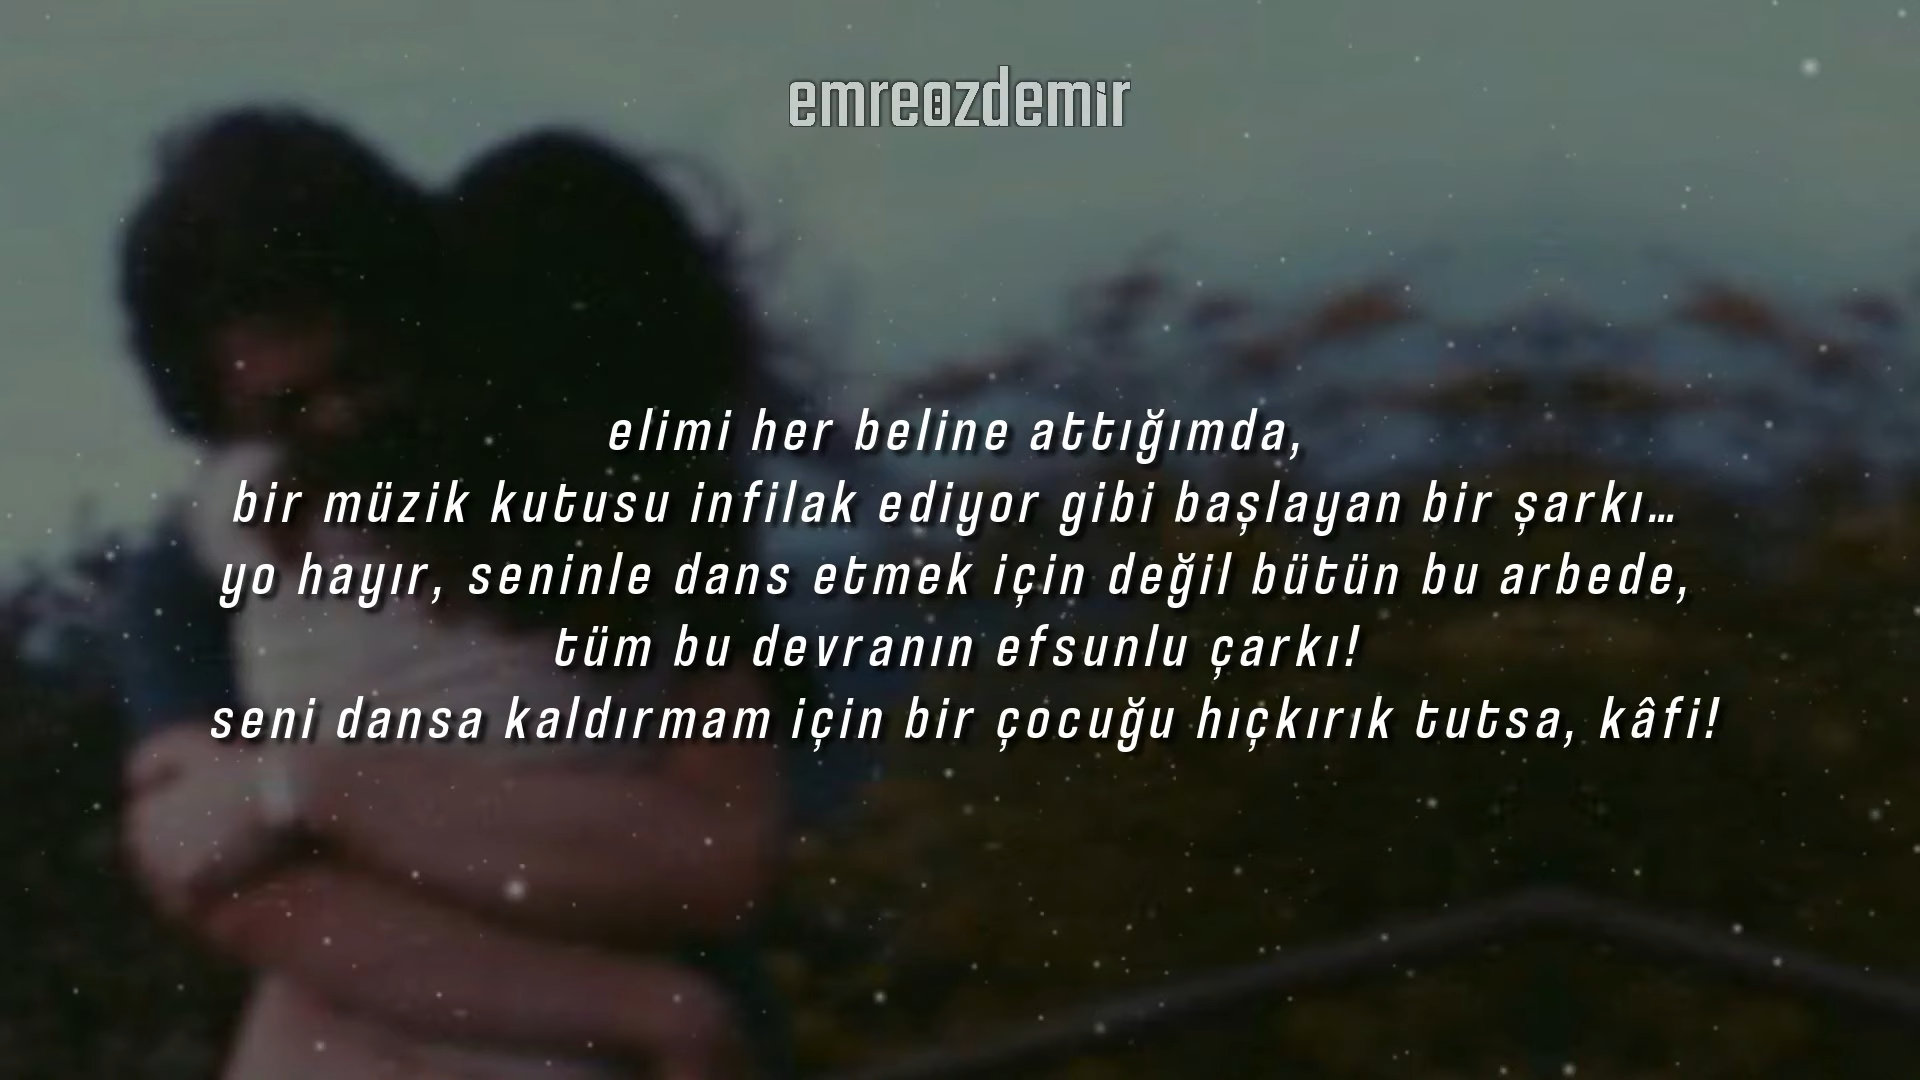 emreözdemir
elimi her beline attığımda,
bir müzik kutusu infilak ediyor gibi başlayan bir şarkı…
yo hayır, seninle dans etmek için değil bütün bu arbede,
tüm bu devranın efsunlu çarkı!
seni dansa kaldırmam için bir çocuğu hıçkırık tutsa, kâfi!